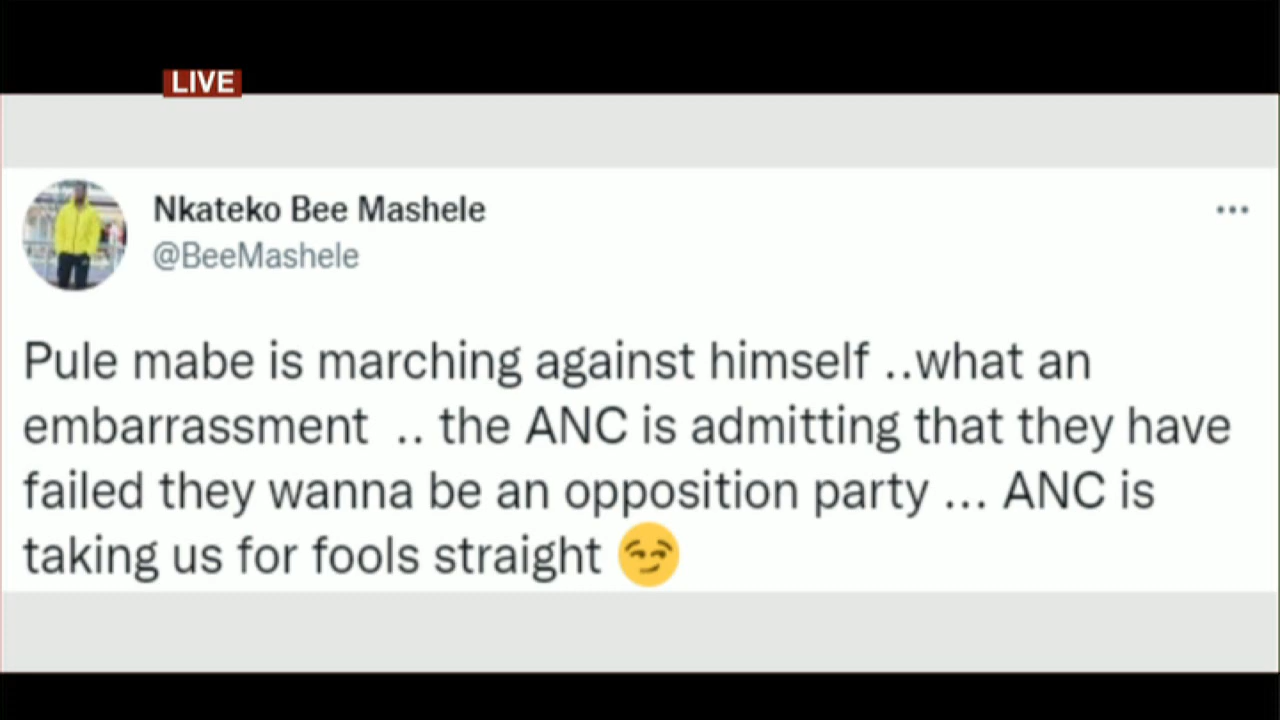 LIVE
Nkateko Bee Mashele
@BeeMashele
Pule mabe is marching against himself ..what an
embarrassment .. the ANC is admitting that they have
failed they wanna be an opposition party ... ANC is
taking us for fools straight 😏